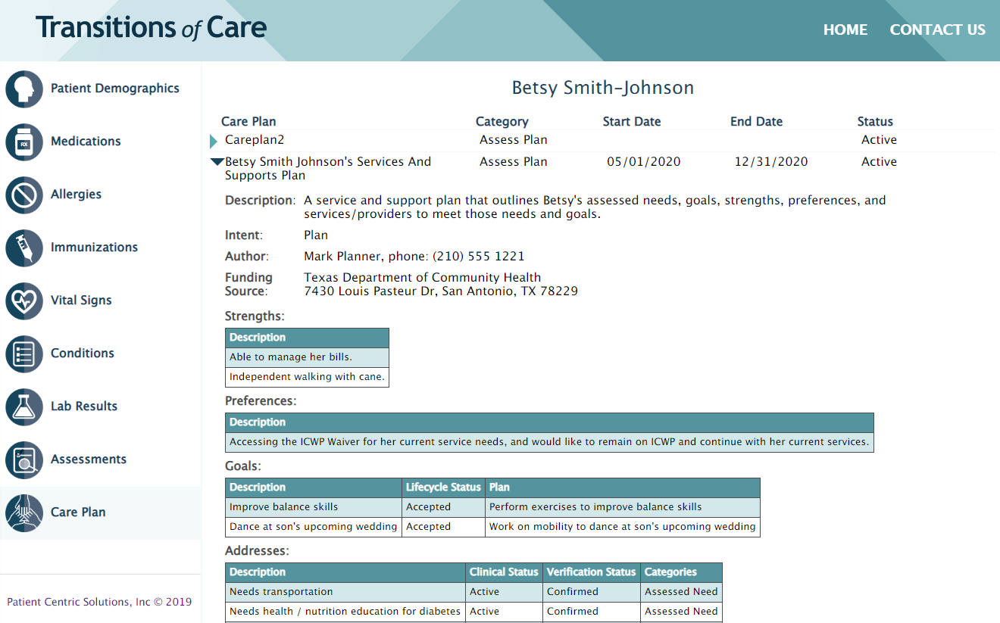 Transitions of Care
HOME CONTACT US
Patient Demographics
Medications
RX
Allergies
Immunizations
Vital Signs
Conditions
Lab Results
Assessments
Care Plan
Patient Centric Solutions, Inc © 2019
Betsy Smith-Johnson
Care Plan Category Start Date End Date Status
Careplan2 Assess Plan Active
Betsy Smith Johnson's Services And Assess Plan 05/01/2020 12/31/2020 Active
Supports Plan
Description: A service and support plan that outlines Betsy's assessed needs, goals, strengths, preferences, and
services/providers to meet those needs and goals.
Intent: Plan
Author: Mark Planner, phone: (210) 555 1221
Funding Texas Department of Community Health
Source: 7430 Louis Pasteur Dr, San Antonio, TX 78229
Strengths:
Description
Able to manage her bills.
Independent walking with cane.
Preferences:
Description
Accessing the ICWP Waiver for her current service needs, and would like to remain on ICWP and continue with her current services.
Goals:
Description Lifecycle Status Plan
Improve balance skills Accepted Perform exercises to improve balance skills
Dance at son's upcoming wedding Accepted Work on mobility to dance at son's upcoming wedding
Addresses:
Description Clinical Status Verification Status Categories
Needs transportation Active Confirmed Assessed Need
Needs health / nutrition education for diabetes Active Confirmed Assessed Need